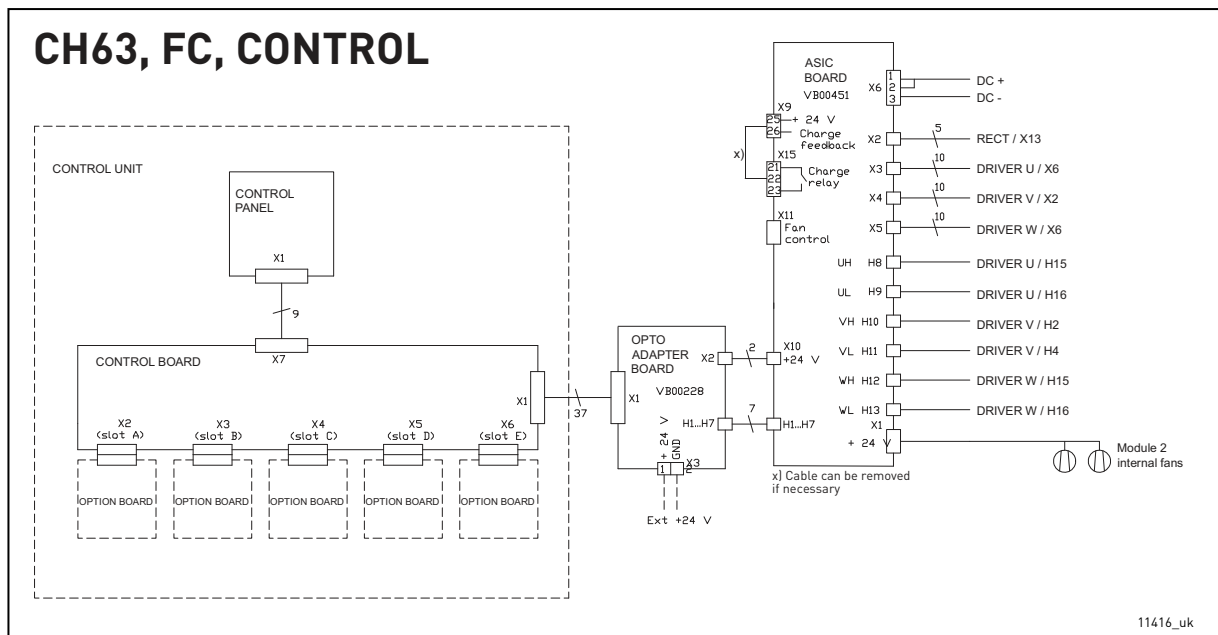 CH63, FC, CONTROL
CONTROL UNIT
CONTROL
PANEL
X1
9
X7
CONTROL BOARD
X1
37
X2
(slot A)
X3
(slot B)
X4
(slot C)
X5
(slot D)
X6
(slot E)
OPTION BOARD
OPTION BOARD
OPTION BOARD
OPTION BOARD
OPTION BOARD
OPTO
ADAPTER
BOARD
VB00228
X1
X2
2
H1...H7
7
+ 24 V
GND
1
2
X3
Ext +24 V
ASIC
BOARD
VB00451
X9
25
+ 24 V
26
Charge
feedback
x)
X15
21
22
23
Charge
relay
X11
Fan
control
X10
+24 V
H1...H7
X6
1
2
3
DC +
DC -
X2
5
RECT / X13
X3
10
DRIVER U / X6
X4
10
DRIVER V / X2
X5
10
DRIVER W / X6
UH H8
DRIVER U / H15
UL H9
DRIVER U / H16
VH H10
DRIVER V / H2
VL H11
DRIVER V / H4
WH H12
DRIVER W / H15
WL H13
DRIVER W / H16
X1
+ 24 V
Module 2
internal fans
x) Cable can be removed
if necessary
11416_uk